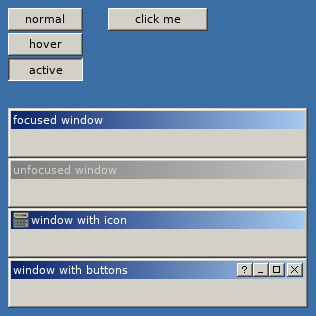 normal
click me
hover
active
focused window
unfocused window
window with icon
window with buttons
?